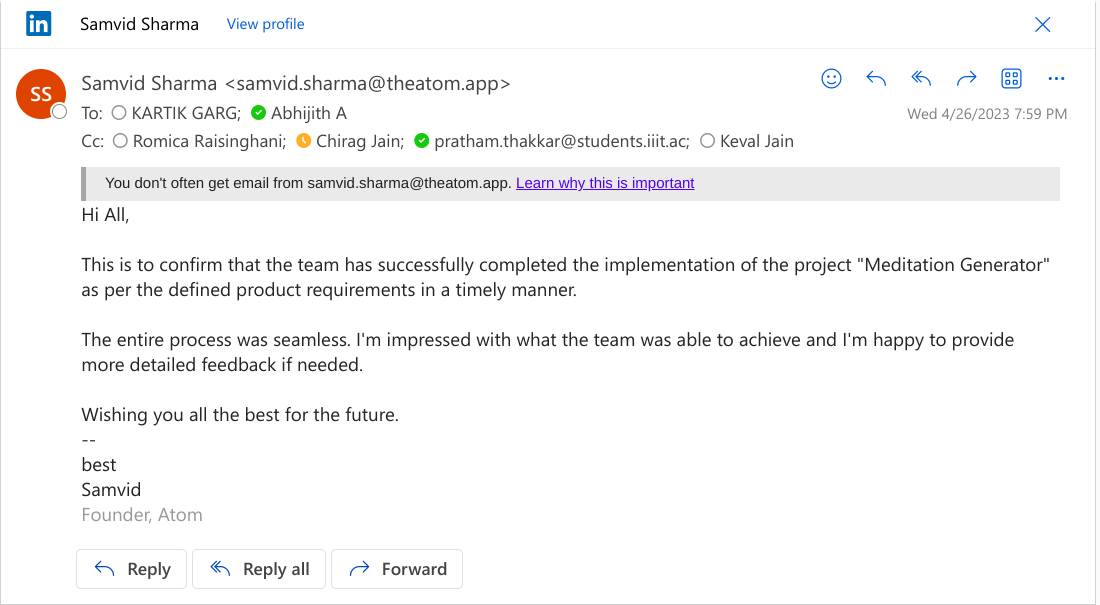 in Samvid Sharma View profile
SS
Samvid Sharma <samvid.sharma@theatom.app>
To: KARTIK GARG; Abhijith A
Wed 4/26/2023 7:59 PM
Cc: Romica Raisinghani; Chirag Jain; pratham.thakkar@students.iiit.ac; Keval Jain
You don't often get email from samvid.sharma@theatom.app. Learn why this is important
Hi All,
This is to confirm that the team has successfully completed the implementation of the project "Meditation Generator"
as per the defined product requirements in a timely manner.
The entire process was seamless. I'm impressed with what the team was able to achieve and I'm happy to provide
more detailed feedback if needed.
Wishing you all the best for the future.
--
best
Samvid
Founder, Atom
Reply Reply all Forward